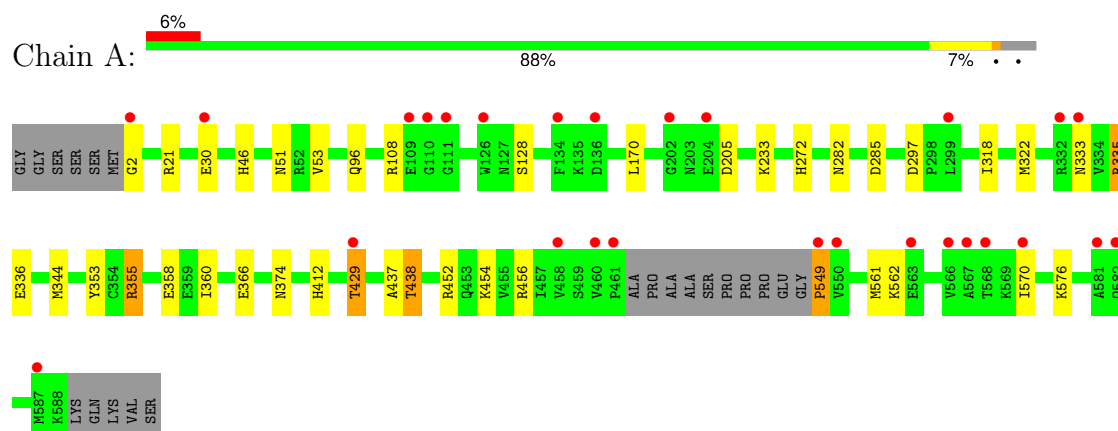 6%
Chain A:
88% 7% • •
GLY GLY SER SER SER MET G2 R21 E30 H46 N51 R52 V53 Q96 R108 E109 G110 G111 W126 N127 S128 F134 K135 D136 L170 G202 N203 E204 D205 K233 H272 N282 D285 D297 P298 L299 I318 M322 R332 N333 V334
E336 M344 Y353 C354 R355 E358 E359 I360 E366 N374 H412 T429 A437 T438 R452 Q453 K454 V455 R456 I457 V458 S459 V460 P461 ALA PRO ALA ALA SER PRO PRO PRO GLU GLY P549 V550 M561 K562 E563 V566 A567 T568 K569 I570 K576 A581
M587 K588 LYS GLN LYS VAL SER